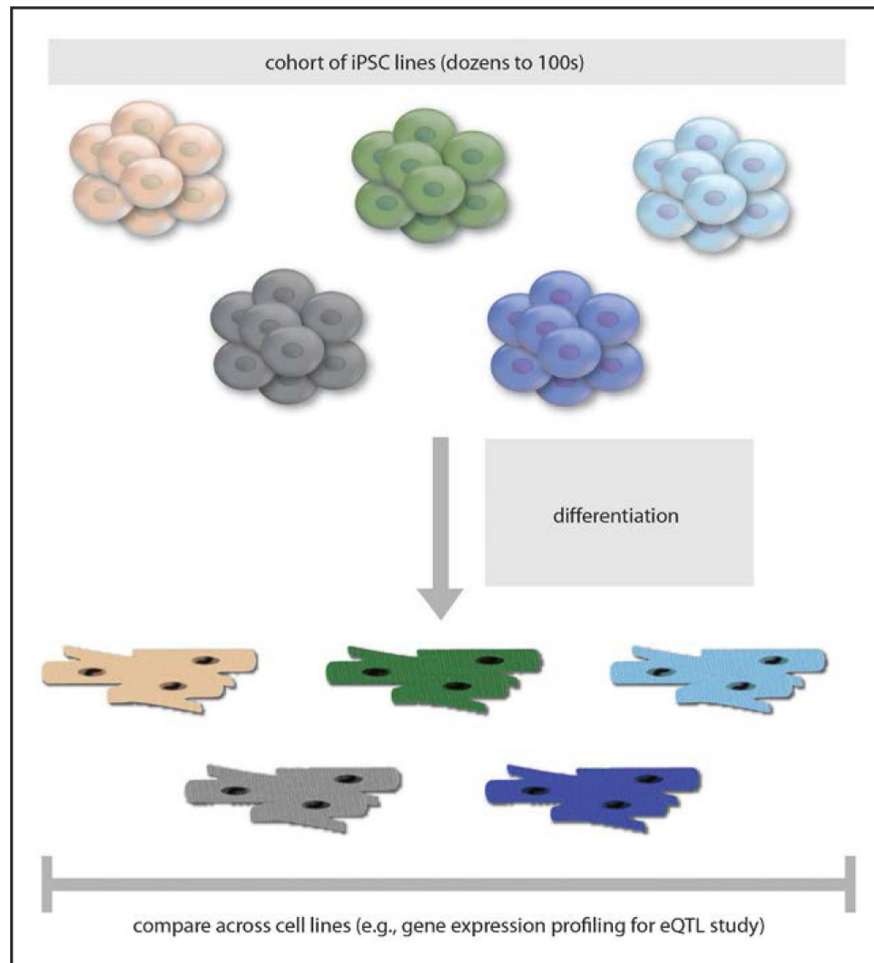 cohort of iPSC lines (dozens to 100s)
differentiation
compare across cell lines (e.g., gene expression profiling for eQTL study)